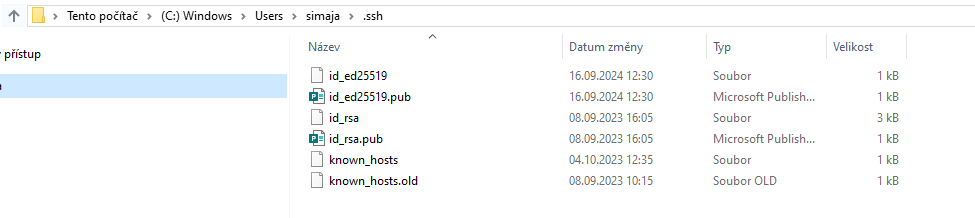 Tento počítač > (C:) Windows > Users > simaja > .ssh
přístup
Název Datum změny Typ Velikost
id_ed25519 16.09.2024 12:30 Soubor 1 kB
id_ed25519.pub 16.09.2024 12:30 Microsoft Publish... 1 kB
id_rsa 08.09.2023 16:05 Soubor 3 kB
id_rsa.pub 08.09.2023 16:05 Microsoft Publish... 1 kB
known_hosts 04.10.2023 12:35 Soubor 1 kB
known_hosts.old 08.09.2023 10:15 Soubor OLD 1 kB